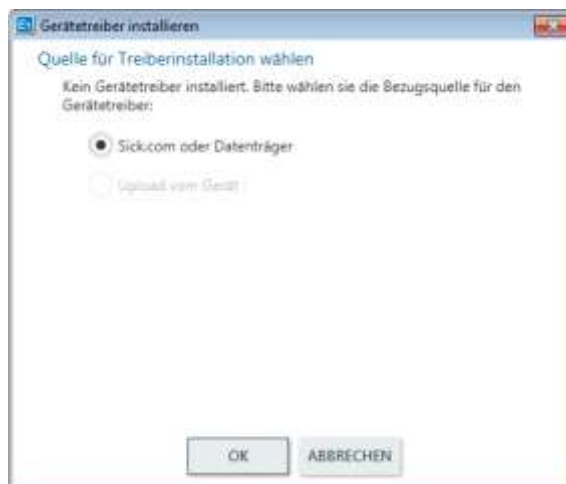 Gerätetreiber installieren
Quelle für Treiberinstallation wählen
Kein Gerätetreiber installiert. Bitte wählen sie die Bezugsquelle für den
Gerätetreiber:
Sick.com oder Datenträger
Upload vom Gerät
OK
ABBRECHEN